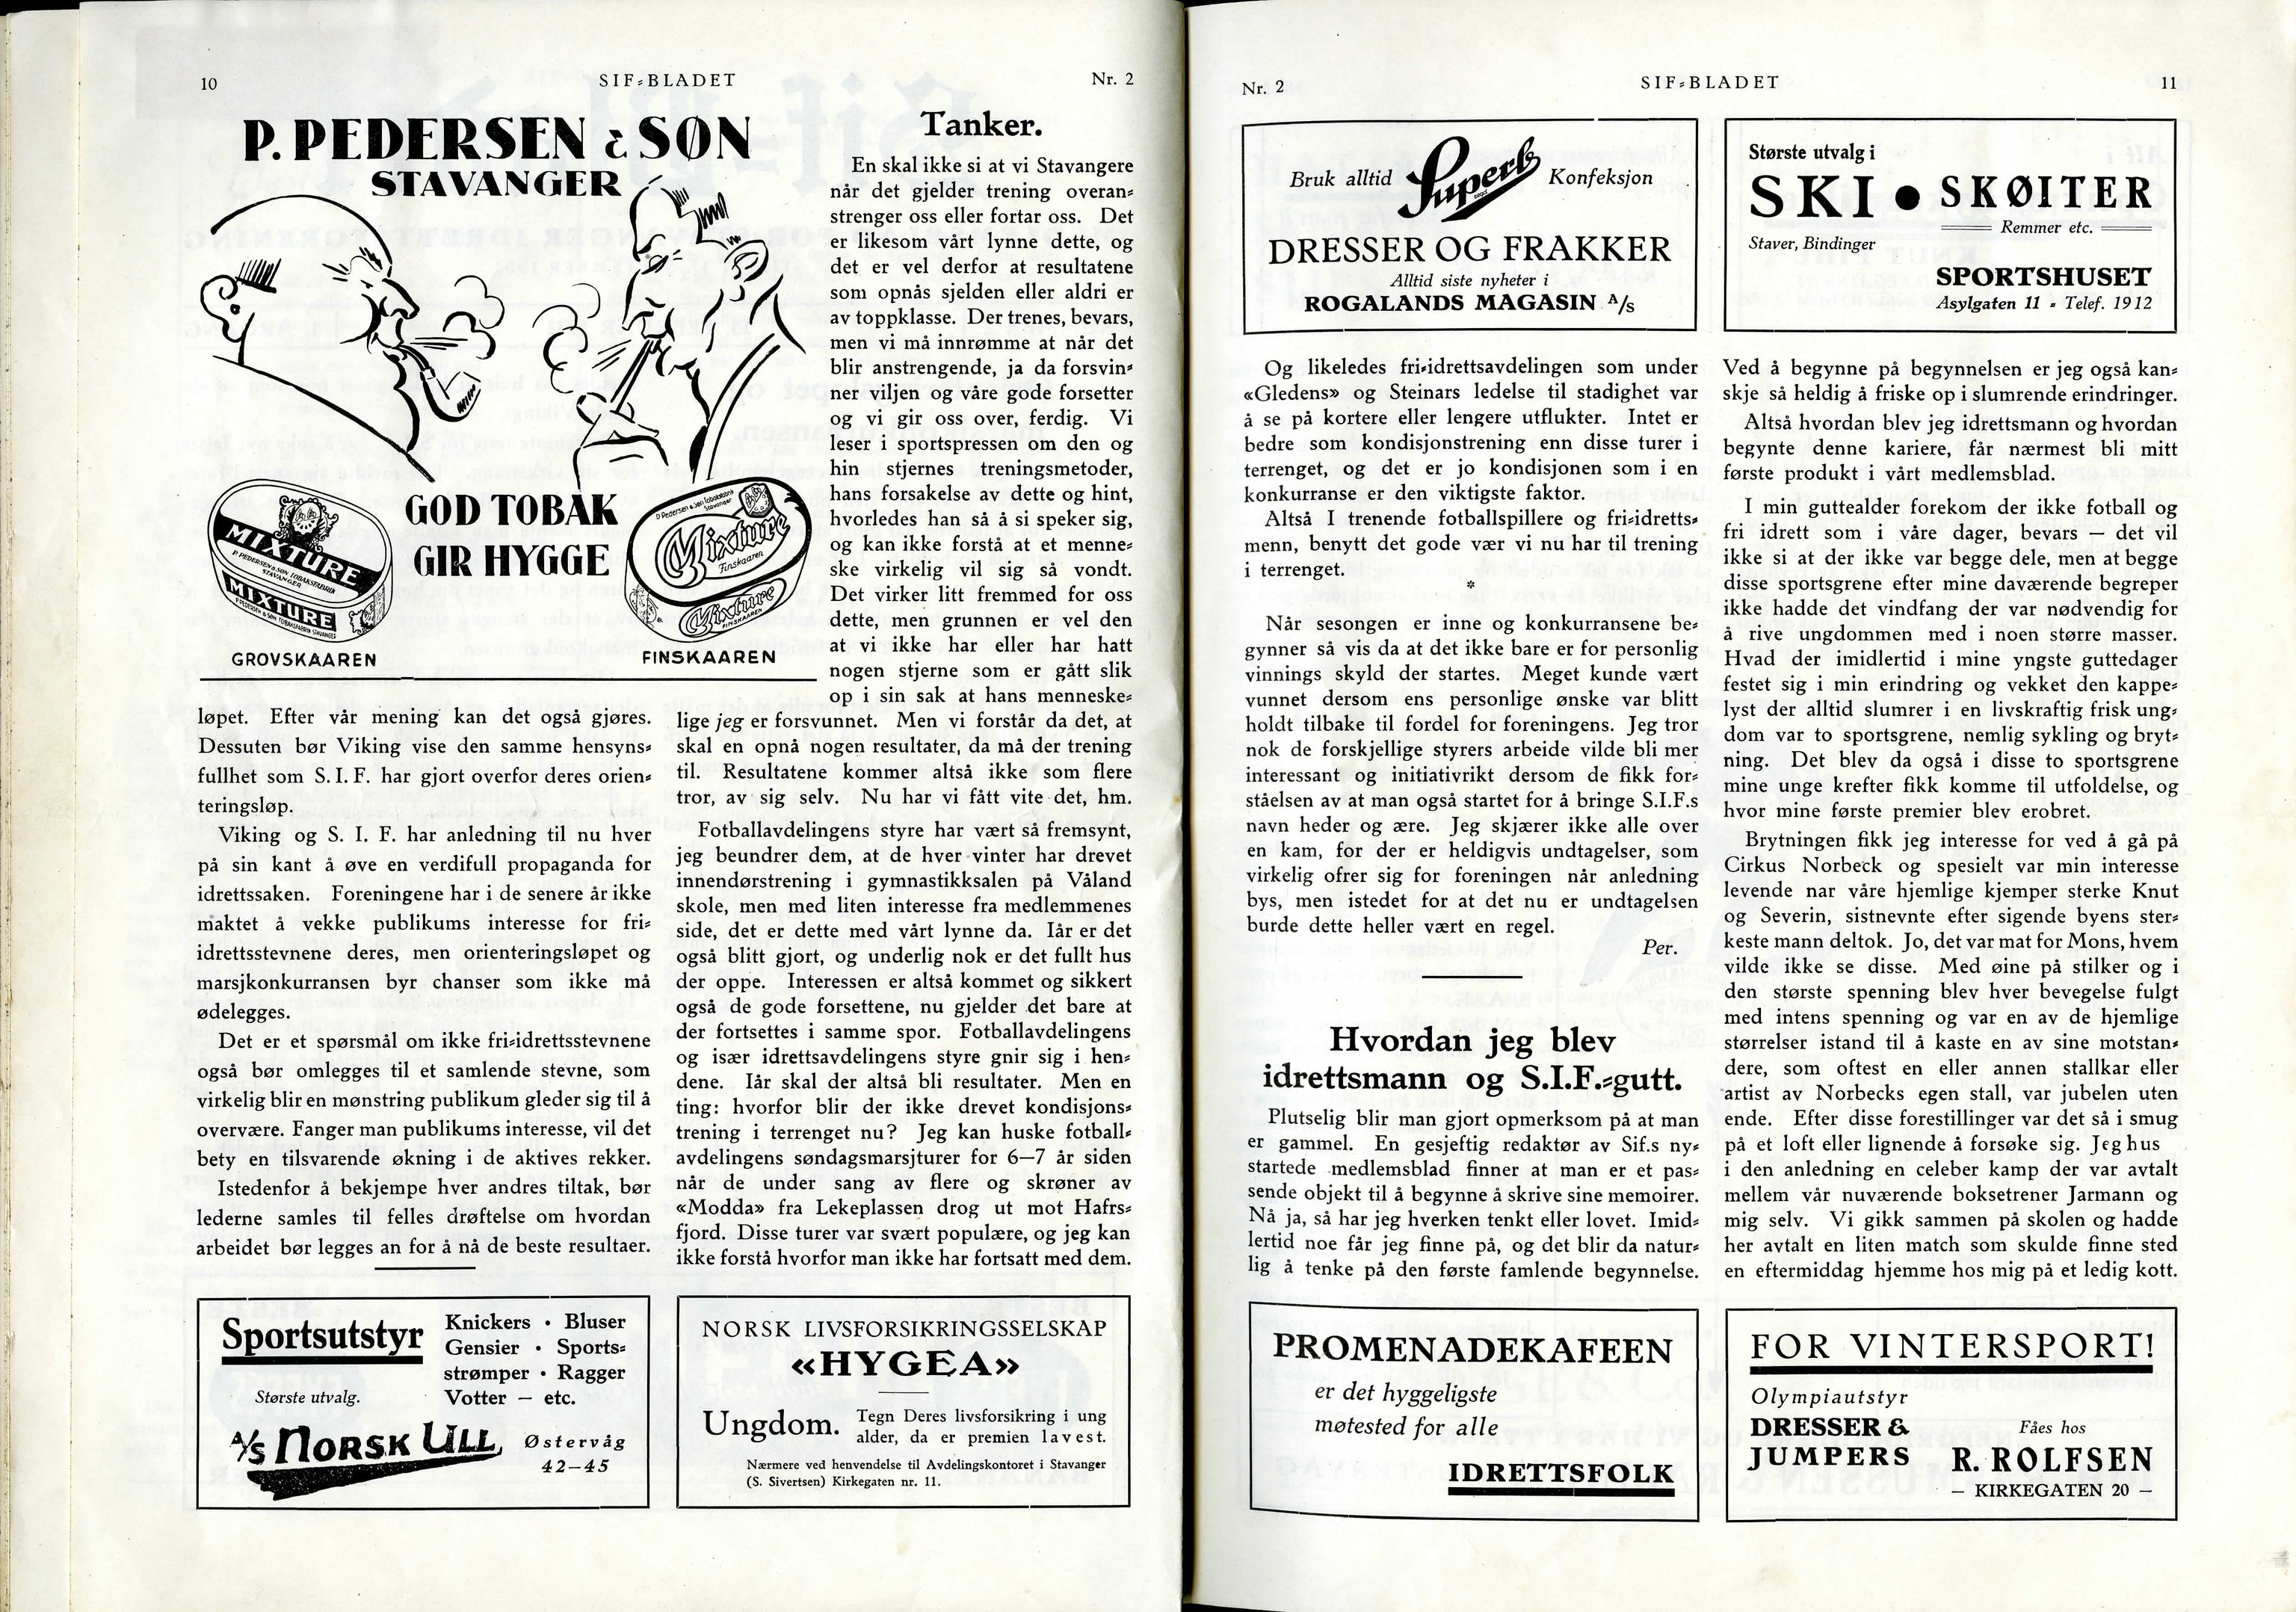 10
SIF-BLADET
Nr. 2
P. PEDERSEN & SØN
STAVANGER
GOD TOBAK
GIR HYGGE
MIXTURE
P. PEDERSEN & SØN TOBAKSFABRIK
STAVANGER
MIXTURE
P. PEDERSEN & SØN TOBAKSFABRIK STAVANGER
P. Pedersen & Søn Tobaksfabrik
Stavanger
Mixture
Finskaaren
Mixture
FINSKAAREN
GROVSKAAREN
FINSKAAREN
løpet. Efter vår mening kan det også gjøres.
Dessuten bør Viking vise den samme hensyns-
fullhet som S. I. F. har gjort overfor deres orien-
teringsløp.
Viking og S. I. F. har anledning til nu hver
på sin kant å øve en verdifull propaganda for
idrettssaken. Foreningene har i de senere år ikke
maktet å vekke publikums interesse for fri-
idrettsstevnene deres, men orienteringsløpet og
marsjkonkurransen byr chanser som ikke må
ødelegges.
Det er et spørsmål om ikke fri-idrettsstevnene
også bør omlegges til et samlende stevne, som
virkelig blir en mønstring publikum gleder sig til å
overvære. Fanger man publikums interesse, vil det
bety en tilsvarende økning i de aktives rekker.
Istedenfor å bekjempe hver andres tiltak, bør
lederne samles til felles drøftelse om hvordan
arbeidet bør legges an for å nå de beste resultaer.
Tanker.
En skal ikke si at vi Stavangere
når det gjelder trening overan-
strenger oss eller fortar oss. Det
er likesom vårt lynne dette, og
det er vel derfor at resultatene
som opnås sjelden eller aldri er
av toppklasse. Der trenes, bevars,
men vi må innrømme at når det
blir anstrengende, ja da forsvin-
ner viljen og våre gode forsetter
og vi gir oss over, ferdig. Vi
leser i sportspressen om den og
hin stjernes treningsmetoder,
hans forsakelse av dette og hint,
hvorledes han så å si speker sig,
og kan ikke forstå at et menne-
ske virkelig vil sig så vondt.
Det virker litt fremmed for oss
dette, men grunnen er vel den
at vi ikke har eller har hatt
nogen stjerne som er gått slik
op i sin sak at hans menneske-
lige jeg er forsvunnet. Men vi forstår da det, at
skal en opnå nogen resultater, da må der trening
til. Resultatene kommer altså ikke som flere
tror, av sig selv. Nu har vi fått vite det, hm.
Fotballavdelingens styre har vært så fremsynt,
jeg beundrer dem, at de hver vinter har drevet
innendørstrening i gymnastikksalen på Våland
skole, men med liten interesse fra medlemmenes
side, det er dette med vårt lynne da. Iår er det
også blitt gjort, og underlig nok er det fullt hus
der oppe. Interessen er altså kommet og sikkert
også de gode forsettene, nu gjelder det bare at
der fortsettes i samme spor. Fotballavdelingens
og især idrettsavdelingens styre gnir sig i hen-
dene. Iår skal der altså bli resultater. Men en
ting: hvorfor blir der ikke drevet kondisjons-
trening i terrenget nu? Jeg kan huske fotball-
avdelingens søndagsmarsjturer for 6—7 år siden
når de under sang av flere og skrøner av
«Modda» fra Lekeplassen drog ut mot Hafrs-
fjord. Disse turer var svært populære, og jeg kan
ikke forstå hvorfor man ikke har fortsatt med dem.
Sportsutstyr
Største utvalg.
Knickers • Bluser
Gensier • Sports-
strømper • Ragger
Votter — etc.
A/S NORSK ULL
Østervåg
42—45
NORSK LIVSFORSIKRINGSSELSKAP
«HYGEA»
Ungdom.
Tegn Deres livsforsikring i ung
alder, da er premien lavest.
Nærmere ved henvendelse til Avdelingskontoret i Stavanger
(S. Sivertsen) Kirkegaten nr. 11.
Nr. 2
SIF-BLADET
11
Bruk alltid Superb Konfeksjon
DRESSER OG FRAKKER
Alltid siste nyheter i
ROGALANDS MAGASIN A/S
Største utvalg i
SKI • SKØITER
Remmer etc.
Staver, Bindinger
SPORTSHUSET
Asylgaten 11 - Telef. 1912
Og likeledes fri-idrettsavdelingen som under
«Gledens» og Steinars ledelse til stadighet var
å se på kortere eller lengere utflukter. Intet er
bedre som kondisjonstrening enn disse turer i
terrenget, og det er jo kondisjonen som i en
konkurranse er den viktigste faktor.
Altså I trenende fotballspillere og fri-idretts-
menn, benytt det gode vær vi nu har til trening
i terrenget.
*
Når sesongen er inne og konkurransene be-
gynner så vis da at det ikke bare er for personlig
vinnings skyld der startes. Meget kunde vært
vunnet dersom ens personlige ønske var blitt
holdt tilbake til fordel for foreningens. Jeg tror
nok de forskjellige styrers arbeide vilde bli mer
interessant og initiativrikt dersom de fikk for-
ståelsen av at man også startet for å bringe S.I.F.s
navn heder og ære. Jeg skjærer ikke alle over
en kam, for der er heldigvis undtagelser, som
virkelig ofrer sig for foreningen når anledning
bys, men istedet for at det nu er undtagelsen
burde dette heller vært en regel.
Per.
Hvordan jeg blev
idrettsmann og S.I.F.-gutt.
Plutselig blir man gjort opmerksom på at man
er gammel. En gesjeftig redaktør av Sif.s ny-
startede medlemsblad finner at man er et pas-
sende objekt til å begynne å skrive sine memoirer.
Nå ja, så har jeg hverken tenkt eller lovet. Imid-
lertid noe får jeg finne på, og det blir da natur-
lig å tenke på den første famlende begynnelse.
Ved å begynne på begynnelsen er jeg også kan-
skje så heldig å friske op i slumrende erindringer.
Altså hvordan blev jeg idrettsmann og hvordan
begynte denne kariere, får nærmest bli mitt
første produkt i vårt medlemsblad.
I min guttealder forekom der ikke fotball og
fri idrett som i våre dager, bevars — det vil
ikke si at der ikke var begge dele, men at begge
disse sportsgrene efter mine daværende begreper
ikke hadde det vindfang der var nødvendig for
å rive ungdommen med i noen større masser.
Hvad der imidlertid i mine yngste guttedager
festet sig i min erindring og vekket den kappe-
lyst der alltid slumrer i en livskraftig frisk ung-
dom var to sportsgrene, nemlig sykling og bryt-
ning. Det blev da også i disse to sportsgrene
mine unge krefter fikk komme til utfoldelse, og
hvor mine første premier blev erobret.
Brytningen fikk jeg interesse for ved å gå på
Cirkus Norbeck og spesielt var min interesse
levende nar våre hjemlige kjemper sterke Knut
og Severin, sistnevnte efter sigende byens ster-
keste mann deltok. Jo, det var mat for Mons, hvem
vilde ikke se disse. Med øine på stilker og i
den største spenning blev hver bevegelse fulgt
med intens spenning og var en av de hjemlige
størrelser istand til å kaste en av sine motstan-
dere, som oftest en eller annen stallkar eller
artist av Norbecks egen stall, var jubelen uten
ende. Efter disse forestillinger var det så i smug
på et loft eller lignende å forsøke sig. Jeg hus
i den anledning en celeber kamp der var avtalt
mellem vår nuværende boksetrener Jarmann og
mig selv. Vi gikk sammen på skolen og hadde
her avtalt en liten match som skulde finne sted
en eftermiddag hjemme hos mig på et ledig kott.
PROMENADEKAFEEN
er det hyggeligste
møtested for alle
IDRETTSFOLK
FOR VINTERSPORT!
Olympiautstyr
DRESSER &
JUMPERS
Fåes hos
R. ROLFSEN
— KIRKEGATEN 20 —